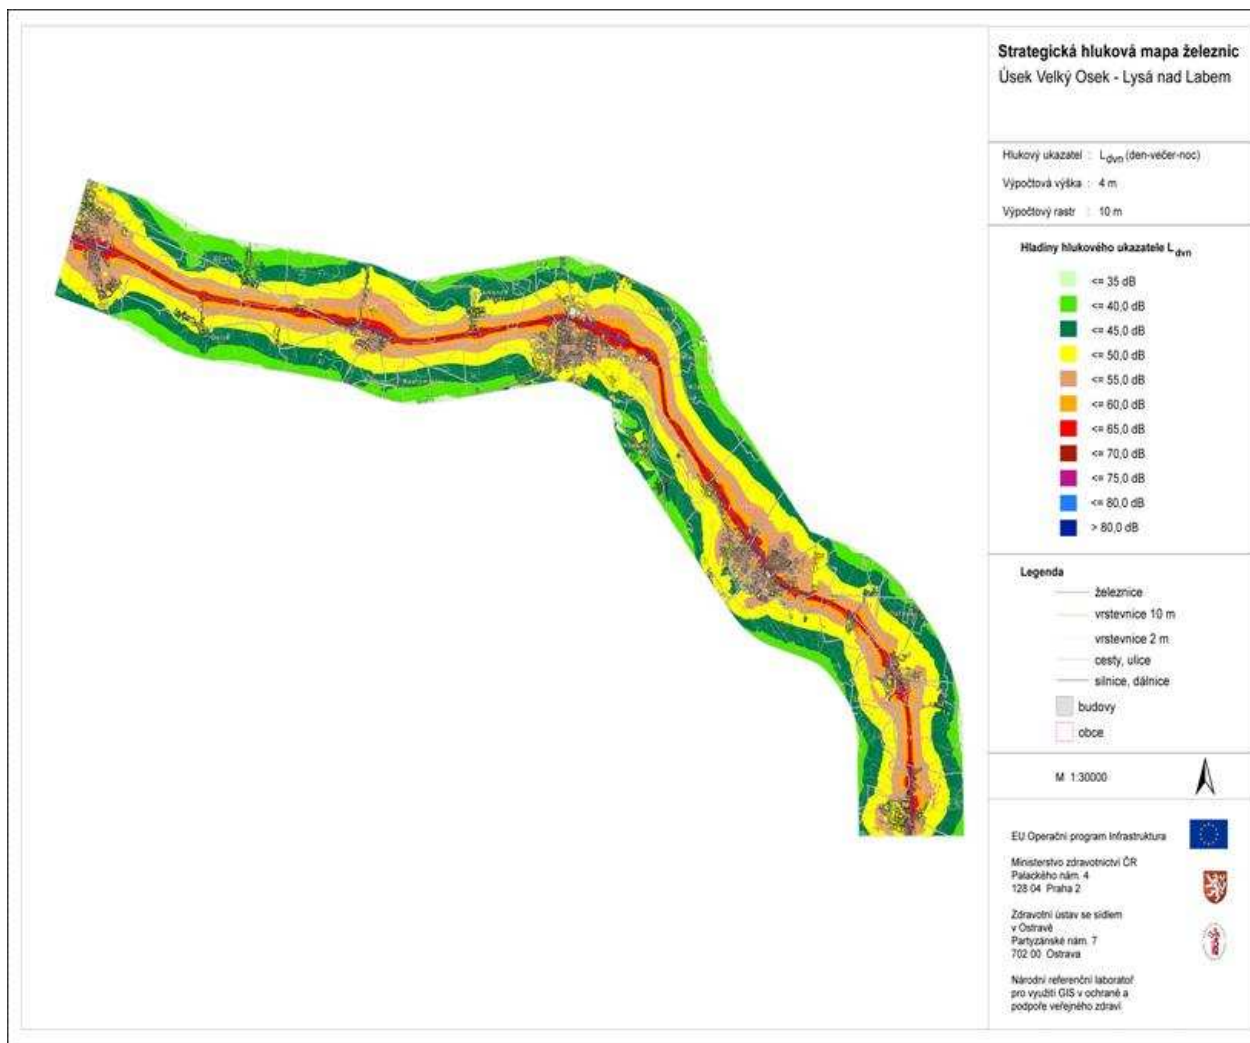 Strategická hluková mapa železnic
Úsek Velký Osek - Lysá nad Labem
Hlukový ukazatel : Ldvn (den-večer-noc)
Výpočtová výška : 4 m
Výpočtový rastr : 10 m
Hladiny hlukového ukazatele Ldvn
<= 35 dB
<= 40,0 dB
<= 45,0 dB
<= 50,0 dB
<= 55,0 dB
<= 60,0 dB
<= 65,0 dB
<= 70,0 dB
<= 75,0 dB
<= 80,0 dB
> 80,0 dB
Legenda
železnice
vrstevnice 10 m
vrstevnice 2 m
cesty, ulice
silnice, dálnice
budovy
obce
M 1:30000
EU Operační program Infrastruktura
Ministerstvo zdravotnictví ČR
Palackého nám. 4
128 04 Praha 2
Zdravotní ústav se sídlem
v Ostravě
Partyzánské nám. 7
702 00 Ostrava
Národní referenční laboratoř
pro využití GIS v ochraně a
podpoře veřejného zdraví